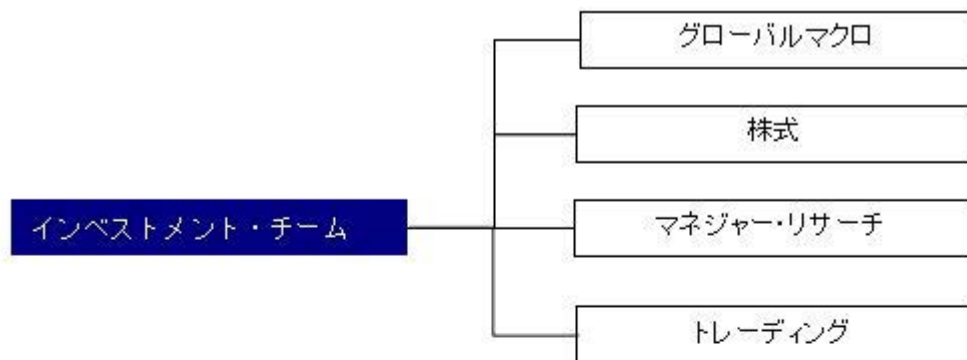 グローバルマクロ
株式
インベストメント・チーム
マネジャー・リサーチ
トレーディング